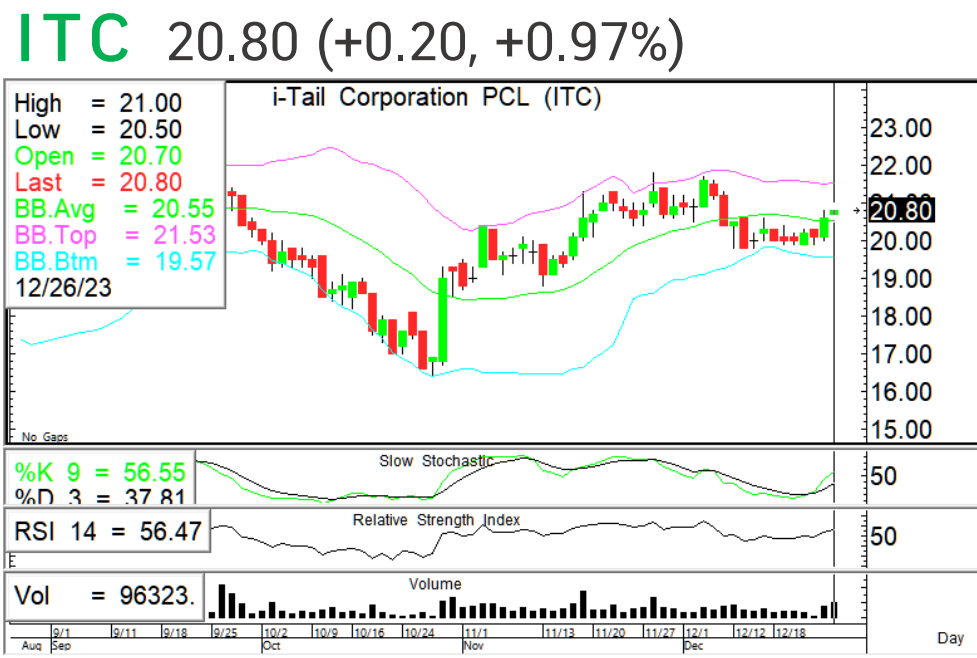 ITC 20.80 (+0.20, +0.97%)
i-Tail Corporation PCL (ITC)
High = 21.00
Low = 20.50
Open = 20.70
Last = 20.80
BB.Avg = 20.55
BB.Top = 21.53
BB.Btm = 19.57
12/26/23
23.00
22.00
20.80
20.00
19.00
18.00
17.00
16.00
15.00
No Gaps
Slow Stochastic
%K 9 = 56.55
%D 3 = 37.81
50
Relative Strength Index
RSI 14 = 56.47
50
Volume
Vol = 96323.
9/1 9/11 9/18 9/25 10/2 10/9 10/16 10/24 11/1 11/13 11/20 11/27 12/1 12/12 12/18
Aug Sep Oct Nov Dec
Day